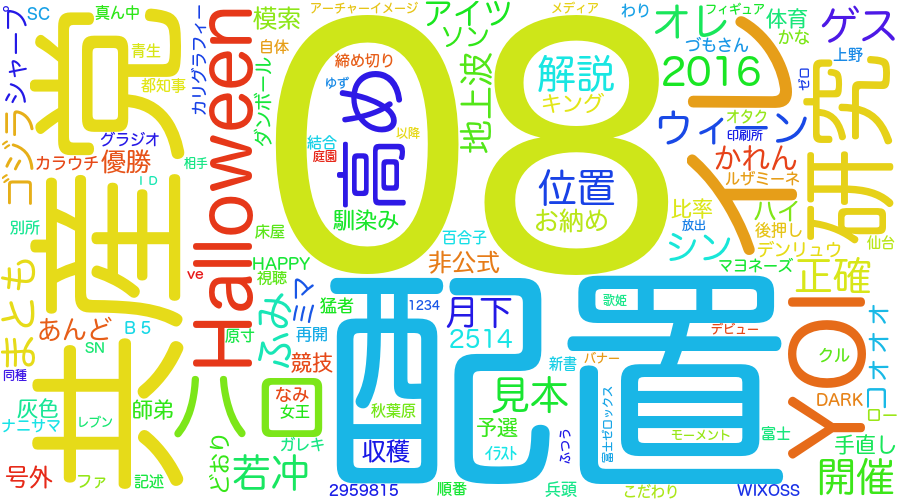 SC
真ん中
Halloween
模索
アーチャーイメージ
アイツ
メディア
わり
フィギュア
オレ
体育
ゲス
シャープ
青生
カリグラフィー
自体
ダンボール
締め切り
ソン
づもさん
かな
上野
都知事
ゆず
高め
08
解説
2016
ゼロ
レイ
研究
地上波
キング
オタク
ウィーン
印刷所
ゴジラ
グラジオ
結合
以降
庭園
カラウチ
優勝
相手
かれん
ルザミーネ
ID
位置
馴染み
お納め
比率
ハイ
別所
放出
後押し
仙台
床屋
百合子
シン
デンリュウ
共産党
HAPPY
ve
視聴
非公式
マヨネーズ
正確
まとも
ふみ
ミマ
猛者
1234
月下
配置
歌姫
YOI
コオオオ
あんど
B5
原寸
再開
2514
デビュー
SN
競技
新書
バナー
クル
同種
ハロ
なみ
女王
見本
DARK
灰色
師弟
秋葉原
富士ゼロックス
ロー
ナニサマ
レブン
予選
モーメント
富士
手直し
どおり
ガレキ
収穫
イラスト
ふつう
号外
ファ
記述
若冲
2959815
順番
兵頭
こだわり
WIXOSS
開催